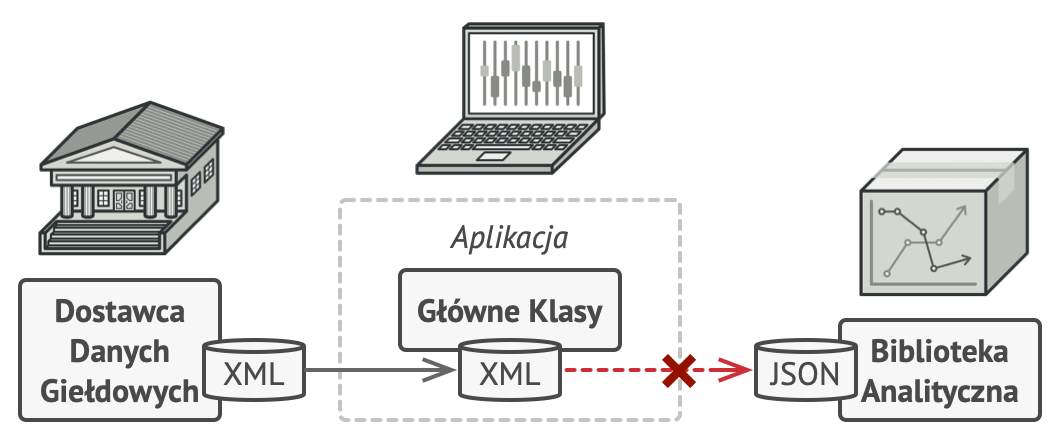 Aplikacja
Dostawca
Danych
Giełdowych
XML
Główne Klasy
XML
JSON
Biblioteka
Analityczna